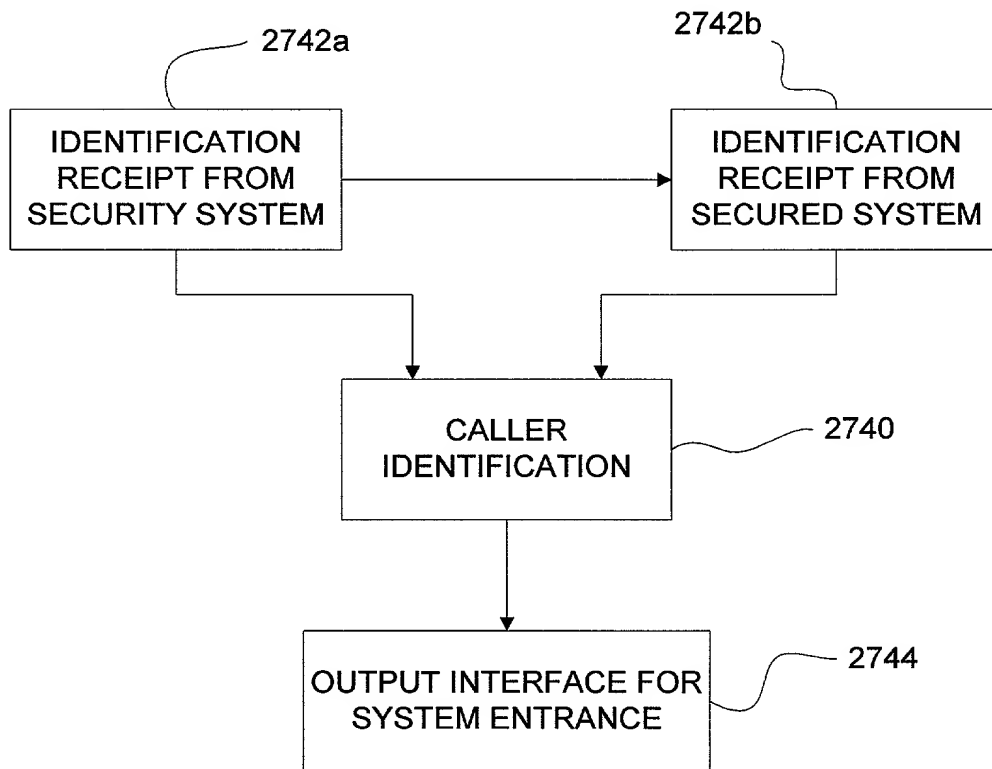 2742a
2742b
IDENTIFICATION
RECEIPT FROM
SECURITY SYSTEM
IDENTIFICATION
RECEIPT FROM
SECURED SYSTEM
CALLER
IDENTIFICATION
2740
OUTPUT INTERFACE FOR
SYSTEM ENTRANCE
2744